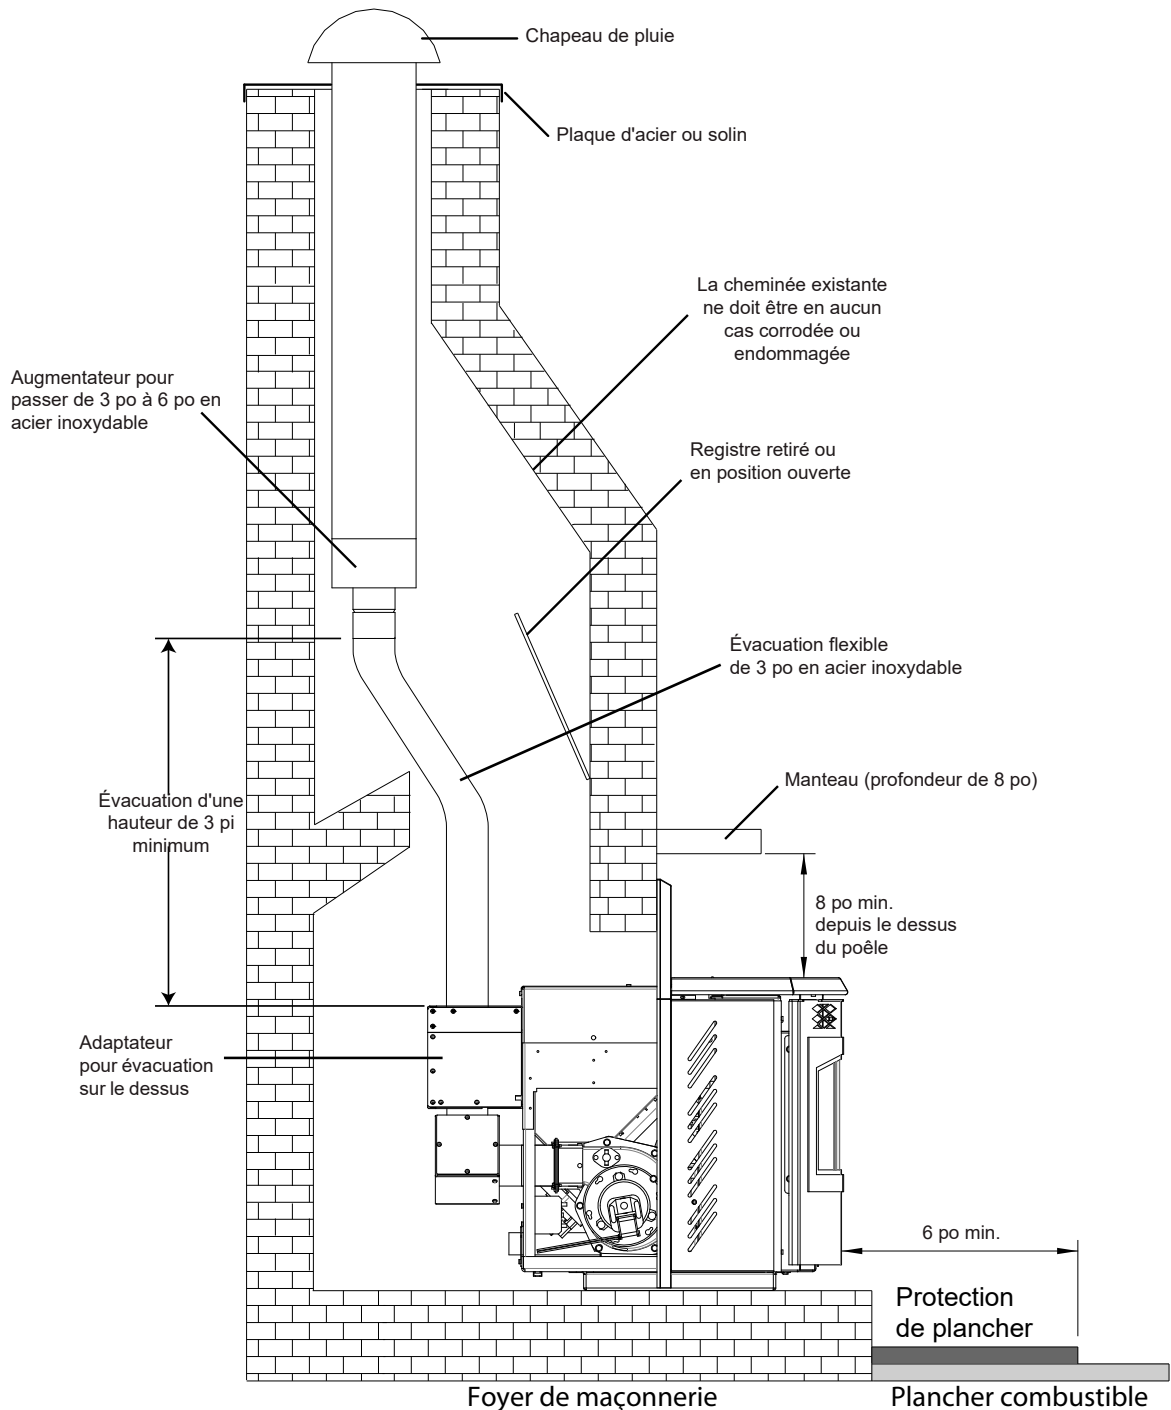 Chapeau de pluie
Plaque d'acier ou solin
La cheminée existante
ne doit être en aucun
cas corrodée ou
endommagée
Augmentateur pour
passer de 3 po à 6 po en
acier inoxydable
Registre retiré ou
en position ouverte
Évacuation flexible
de 3 po en acier inoxydable
Manteau (profondeur de 8 po)
Évacuation d'une
hauteur de 3 pi
minimum
8 po min.
depuis le dessus
du poêle
Adaptateur
pour évacuation
sur le dessus
6 po min.
Protection
de plancher
Foyer de maçonnerie
Plancher combustible